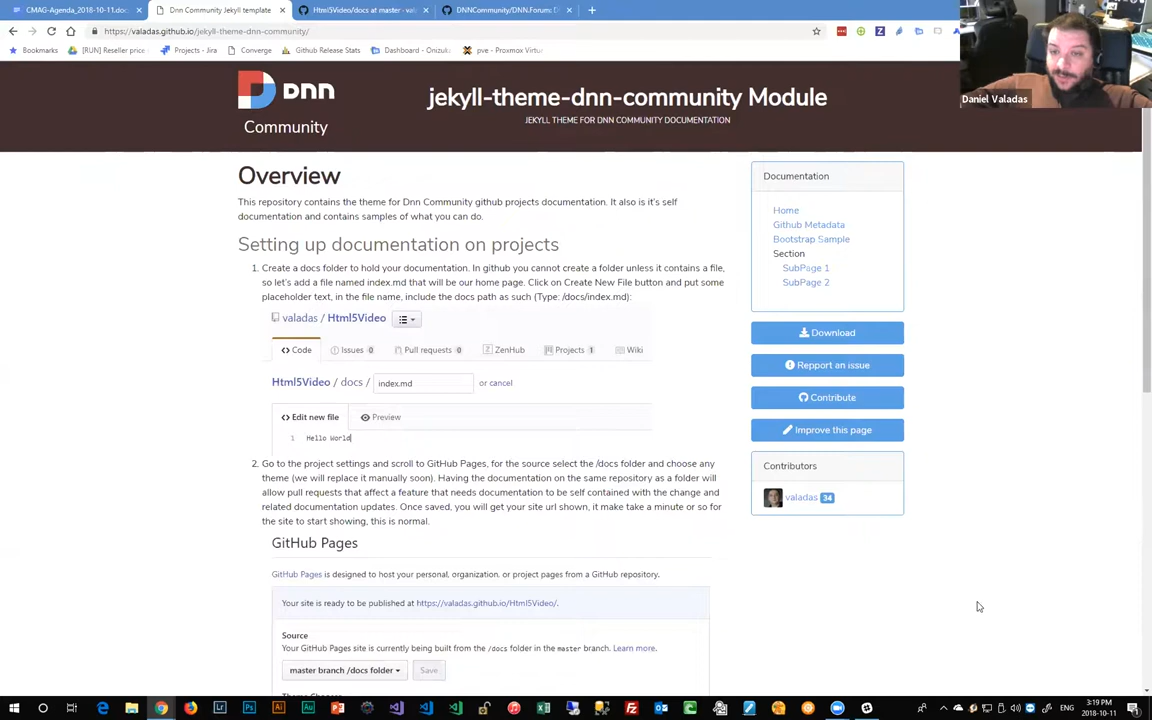 CMAG-Agenda_2018-10-11.doc
Dnn Community Jekyll template
Html5Video/docs at master · val
DNNCommunity/DNN.Forum: D
https://valadas.github.io/jekyll-theme-dnn-community/
Bookmarks
[RUN] Reseller price
Projects - Jira
Converge
Github Release Stats
Dashboard - Onizuk
pve - Proxmox Virtu
Daniel Valadas
dnn
Community
jekyll-theme-dnn-community Module
JEKYLL THEME FOR DNN COMMUNITY DOCUMENTATION
Overview
This repository contains the theme for Dnn Community github projects documentation. It also is it's self
documentation and contains samples of what you can do.
Setting up documentation on projects
1. Create a docs folder to hold your documentation. In github you cannot create a folder unless it contains a file,
so let's add a file named index.md that will be our home page. Click on Create New File button and put some
placeholder text, in the file name, include the docs path as such (Type: /docs/index.md):
valadas / Html5Video
Code
Issues 0
Pull requests 0
ZenHub
Projects 1
Wiki
Html5Video / docs / index.md or cancel
Edit new file
Preview
1 Hello World
2. Go to the project settings and scroll to GitHub Pages, for the source select the /docs folder and choose any
theme (we will replace it manually soon). Having the documentation on the same repository as a folder will
allow pull requests that affect a feature that needs documentation to be self contained with the change and
related documentation updates. Once saved, you will get your site url shown, it make take a minute or so for
the site to start showing, this is normal.
GitHub Pages
GitHub Pages is designed to host your personal, organization, or project pages from a GitHub repository.
Your site is ready to be published at https://valadas.github.io/Html5Video/.
Source
Your GitHub Pages site is currently being built from the /docs folder in the master branch. Learn more.
master branch /docs folder
Save
Documentation
Home
Github Metadata
Bootstrap Sample
Section
SubPage 1
SubPage 2
Download
Repport an issue
Contribute
Improve this page
Contributors
valadas 34
ENG
3:19 PM
2018-10-11